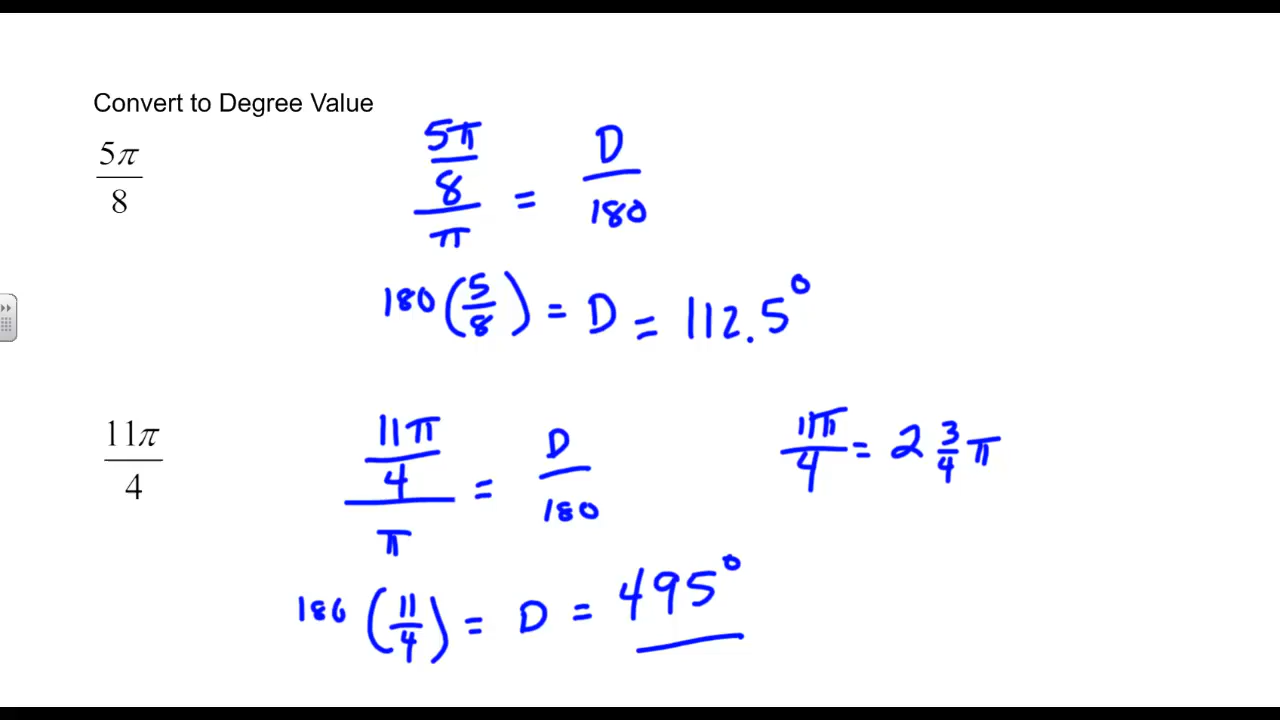 Convert to Degree Value
5π/8
(5π/8)/π = D/180
180(5/8) = D = 112.5°
11π/4
(11π/4)/π = D/180
11π/4 = 2 3/4 π
180(11/4) = D = 495°